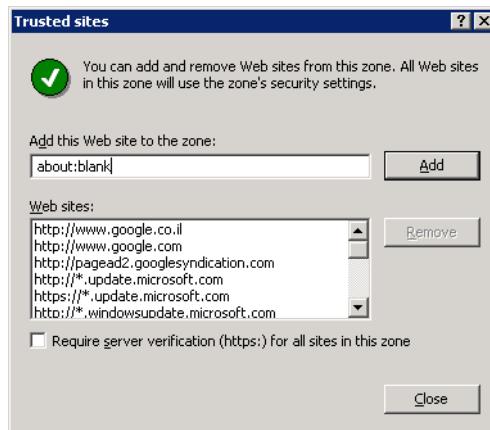 Trusted sites
You can add and remove Web sites from this zone. All Web sites
in this zone will use the zone's security settings.
Add this Web site to the zone:
about:blank
Add
Web sites:
http://www.google.co.il
http://www.google.com
http://pagead2.googlesyndication.com
http://*.update.microsoft.com
https://*.update.microsoft.com
http://*.windowsupdate.microsoft.com
Remove
Require server verification (https:) for all sites in this zone
Close